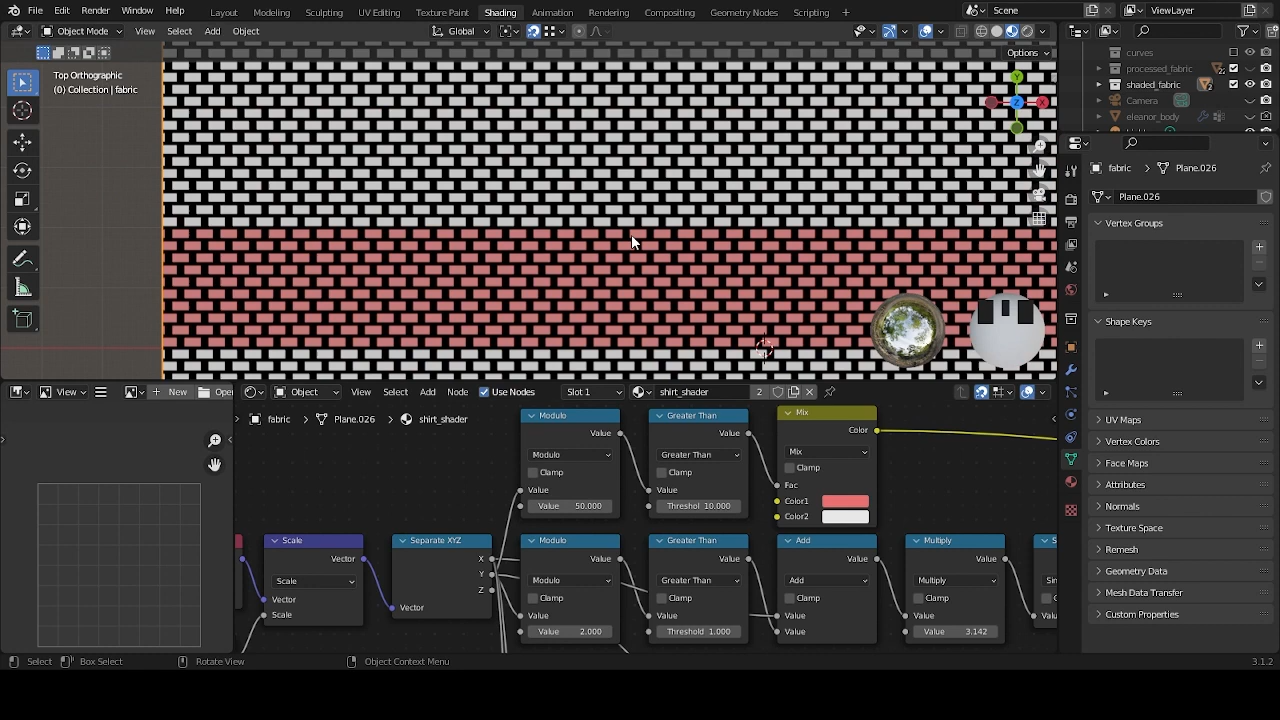 File Edit Render Window Help Layout Modeling Sculpting UV Editing Texture Paint Shading Animation Rendering Compositing Geometry Nodes Scripting + Scene ViewLayer
Object Mode View Select Add Object Global
Options
Top Orthographic
(0) Collection | fabric
curves
processed_fabric 22
shaded_fabric 2
Camera
eleanor_body
fabric > Plane.026
Plane.026
Vertex Groups
Shape Keys
UV Maps
Vertex Colors
Face Maps
Attributes
Normals
Texture Space
Remesh
Geometry Data
Mesh Data Transfer
Custom Properties
View New Ope
Object View Select Add Node Use Nodes Slot 1 shirt_shader 2
fabric > Plane.026 > shirt_shader
Modulo
Value
Modulo
Clamp
Value
Value 50.000
Greater Than
Value
Greater Than
Clamp
Value
Threshol 10.000
Mix
Color
Mix
Clamp
Fac
Color1
Color2
Scale
Vector
Scale
Vector
Scale
Separate XYZ
X
Y
Z
Vector
Modulo
Value
Modulo
Clamp
Value
Value 2.000
Greater Than
Value
Greater Than
Clamp
Value
Threshold 1.000
Add
Value
Add
Clamp
Value
Value
Multiply
Value
Multiply
Clamp
Value
Value 3.142
S
Sin
C
Value
Select Box Select Rotate View Object Context Menu 3.1.2